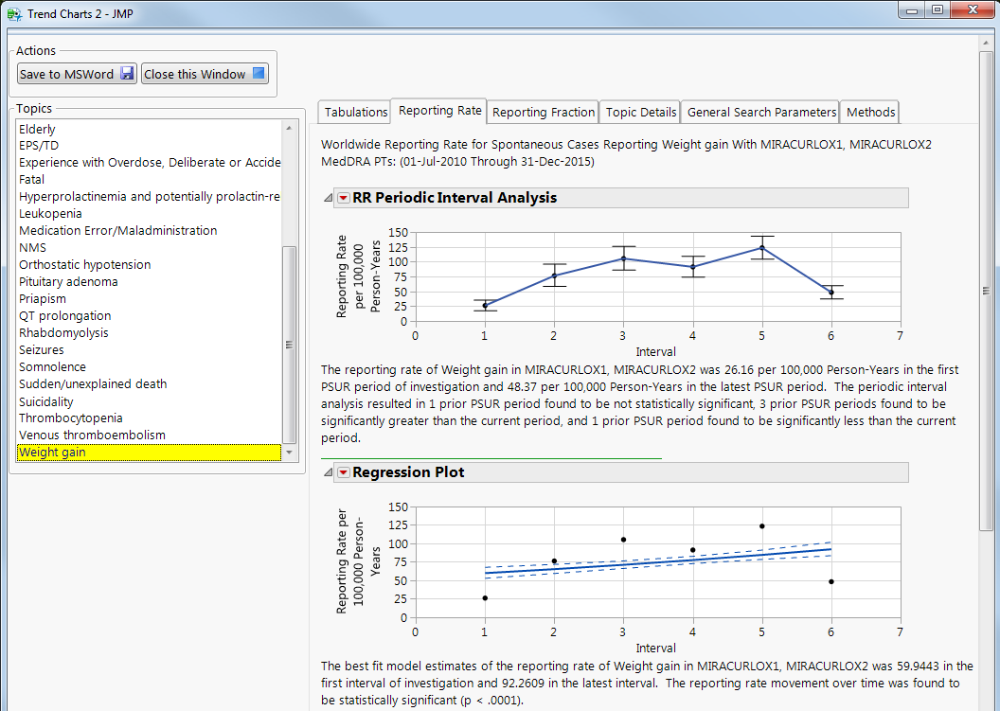 Trend Charts 2 - JMP
Actions
Save to MSWord
Close this Window
Topics
Elderly
EPS/TD
Experience with Overdose, Deliberate or Accide
Fatal
Hyperprolactinemia and potentially prolactin-re
Leukopenia
Medication Error/Maladministration
NMS
Orthostatic hypotension
Pituitary adenoma
Priapism
QT prolongation
Rhabdomyolysis
Seizures
Somnolence
Sudden/unexplained death
Suicidality
Thrombocytopenia
Venous thromboembolism
Weight gain
Tabulations
Reporting Rate
Reporting Fraction
Topic Details
General Search Parameters
Methods
Worldwide Reporting Rate for Spontaneous Cases Reporting Weight gain With MIRACURLOX1, MIRACURLOX2
MedDRA PTs: (01-Jul-2010 Through 31-Dec-2015)
RR Periodic Interval Analysis
Reporting Rate
per 100,000
Person-Years
150
125
100
75
50
25
0
0 1 2 3 4 5 6 7
Interval
The reporting rate of Weight gain in MIRACURLOX1, MIRACURLOX2 was 26.16 per 100,000 Person-Years in the first
PSUR period of investigation and 48.37 per 100,000 Person-Years in the latest PSUR period. The periodic interval
analysis resulted in 1 prior PSUR period found to be not statistically significant, 3 prior PSUR periods found to be
significantly greater than the current period, and 1 prior PSUR period found to be significantly less than the current
period.
Regression Plot
Reporting Rate per
100,000 Person-
Years
150
125
100
75
50
25
0
0 1 2 3 4 5 6 7
Interval
The best fit model estimates of the reporting rate of Weight gain in MIRACURLOX1, MIRACURLOX2 was 59.9443 in the
first interval of investigation and 92.2609 in the latest interval. The reporting rate movement over time was found to
be statistically significant (p < .0001).